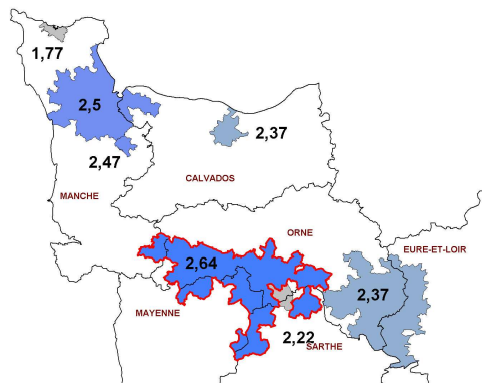 1,77
2,5
2,37
2,47
CALVADOS
MANCHE
ORNE
EURE-ET-LOIR
2,64
2,37
MAYENNE
2,22
SARTHE